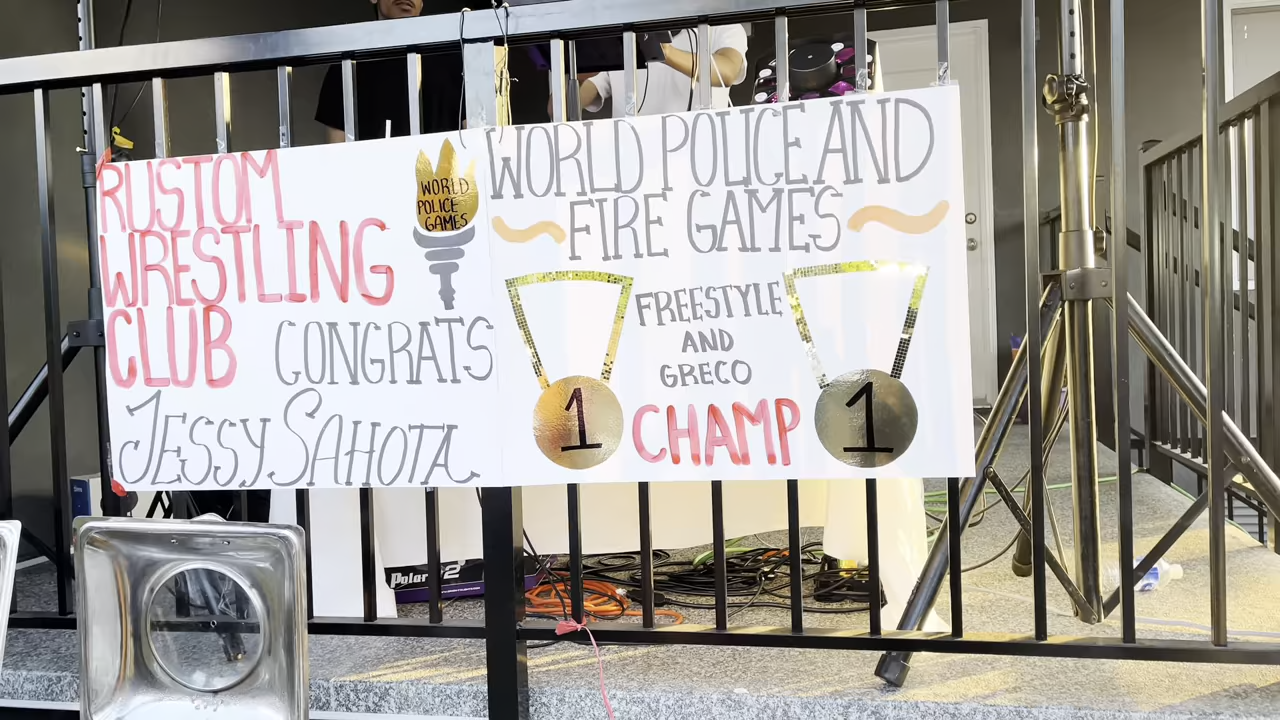 RUSTOM
WRESTLING
CLUB CONGRATS
JESSY SAHOTA
WORLD
POLICE
GAMES
WORLD POLICE AND
FIRE GAMES
FREESTYLE
AND
GRECO
CHAMP
1
1